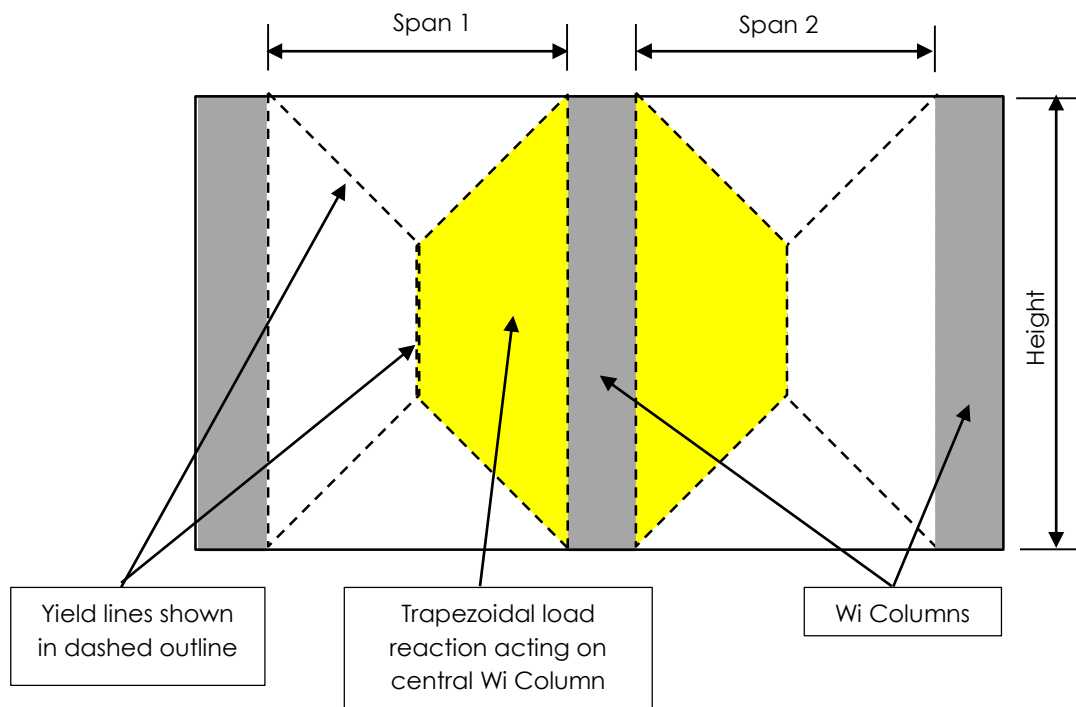 Span 1
Span 2
Height
Yield lines shown
in dashed outline
Trapezoidal load
reaction acting on
central Wi Column
Wi Columns